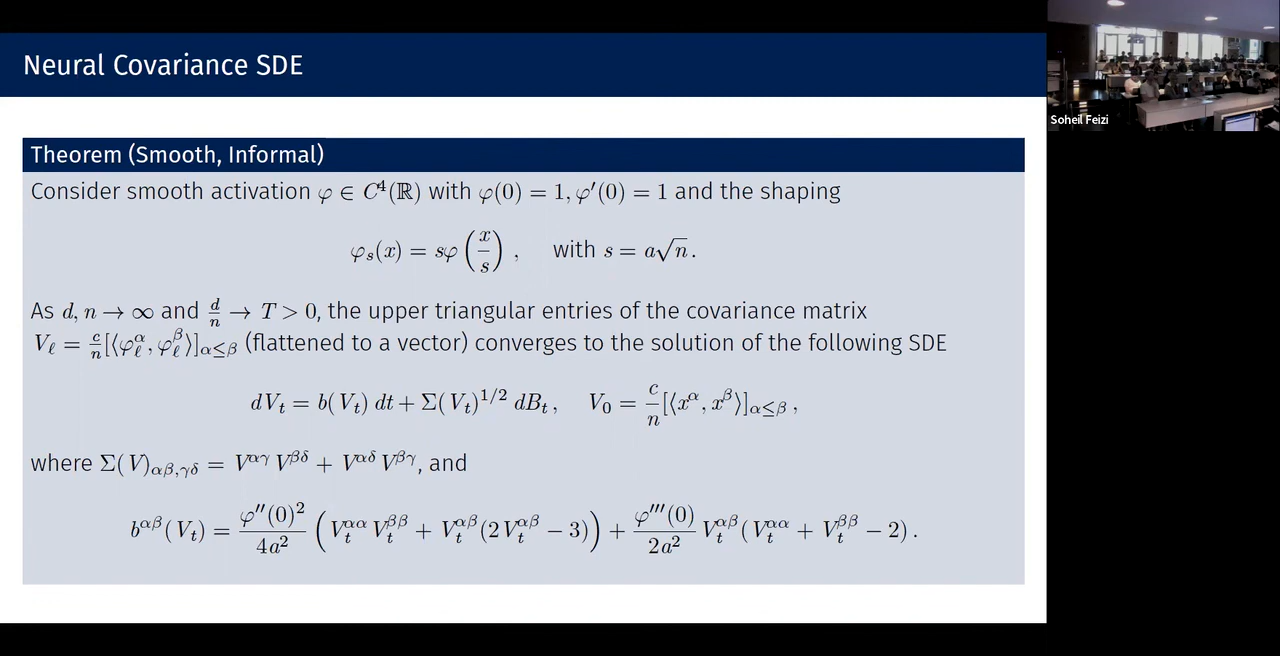 Neural Covariance SDE
Theorem (Smooth, Informal)
Consider smooth activation φ ∈ C⁴(ℝ) with φ(0) = 1, φ′(0) = 1 and the shaping
φₛ(x) = sφ(x/s), with s = a√n.
As d, n → ∞ and d/n → T > 0, the upper triangular entries of the covariance matrix
V_ℓ = c/n [⟨φ_ℓ^α, φ_ℓ^β⟩]_{α≤β} (flattened to a vector) converges to the solution of the following SDE
dV_t = b(V_t) dt + Σ(V_t)^{1/2} dB_t, V_0 = c/n [⟨x^α, x^β⟩]_{α≤β},
where Σ(V)_{αβ,γδ} = V^{αγ} V^{βδ} + V^{αδ} V^{βγ}, and
b^{αβ}(V_t) = φ″(0)²/4a² (V_t^{αα} V_t^{ββ} + V_t^{αβ}(2V_t^{αβ} − 3)) + φ‴(0)/2a² V_t^{αβ}(V_t^{αα} + V_t^{ββ} − 2).
Soheil Feizi